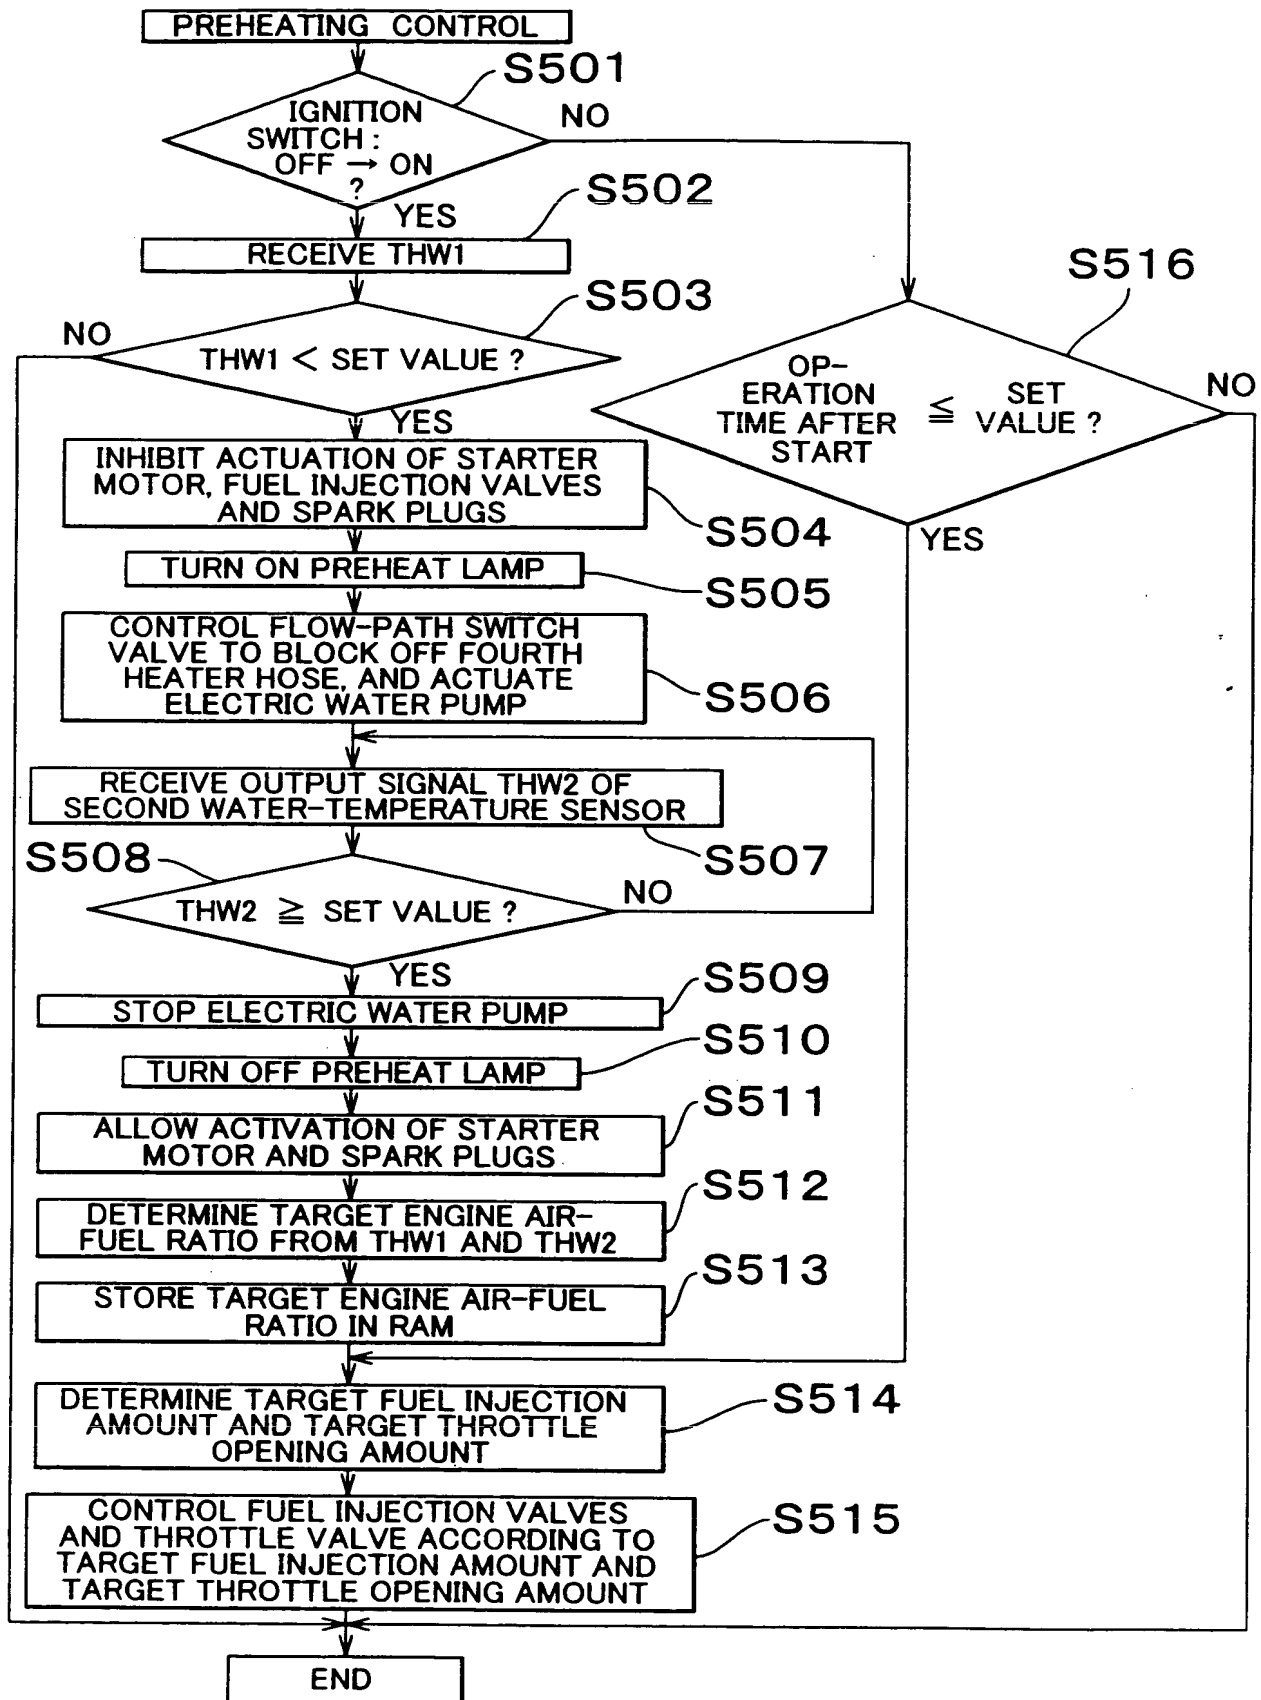 PREHEATING CONTROL
S501
IGNITION
SWITCH :
OFF → ON
?
NO
YES
S502
RECEIVE THW1
S503
NO
THW1 < SET VALUE ?
YES
INHIBIT ACTUATION OF STARTER
MOTOR, FUEL INJECTION VALVES
AND SPARK PLUGS
S504
TURN ON PREHEAT LAMP
S505
CONTROL FLOW-PATH SWITCH
VALVE TO BLOCK OFF FOURTH
HEATER HOSE, AND ACTUATE
ELECTRIC WATER PUMP
S506
RECEIVE OUTPUT SIGNAL THW2 OF
SECOND WATER-TEMPERATURE SENSOR
S507
S508
THW2 ≧ SET VALUE ?
NO
YES
S509
STOP ELECTRIC WATER PUMP
S510
TURN OFF PREHEAT LAMP
S511
ALLOW ACTIVATION OF STARTER
MOTOR AND SPARK PLUGS
S512
DETERMINE TARGET ENGINE AIR-
FUEL RATIO FROM THW1 AND THW2
S513
STORE TARGET ENGINE AIR-FUEL
RATIO IN RAM
DETERMINE TARGET FUEL INJECTION
AMOUNT AND TARGET THROTTLE
OPENING AMOUNT
S514
CONTROL FUEL INJECTION VALVES
AND THROTTLE VALVE ACCORDING TO
TARGET FUEL INJECTION AMOUNT AND
TARGET THROTTLE OPENING AMOUNT
S515
END
S516
OP-
ERATION
TIME AFTER
START
≦
SET
VALUE ?
NO
YES